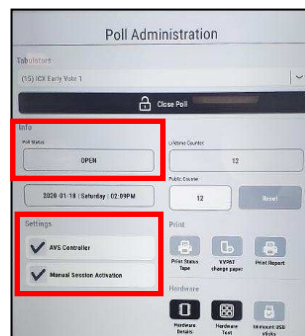 Poll Administration
Tabulators
(15) ICX Early Vote 1
Close Poll
Info
Poll Status
OPEN
Lifetime Counter
12
2020-01-18 | Saturday | 02:09PM
Public Counter
12
Reset
Settings
AVS Controller
Manual Session Activation
Print
Print Status Tape
VVPAT change paper
Print Report
Hardware
Hardware Details
Hardware Test
Unmount USB sticks